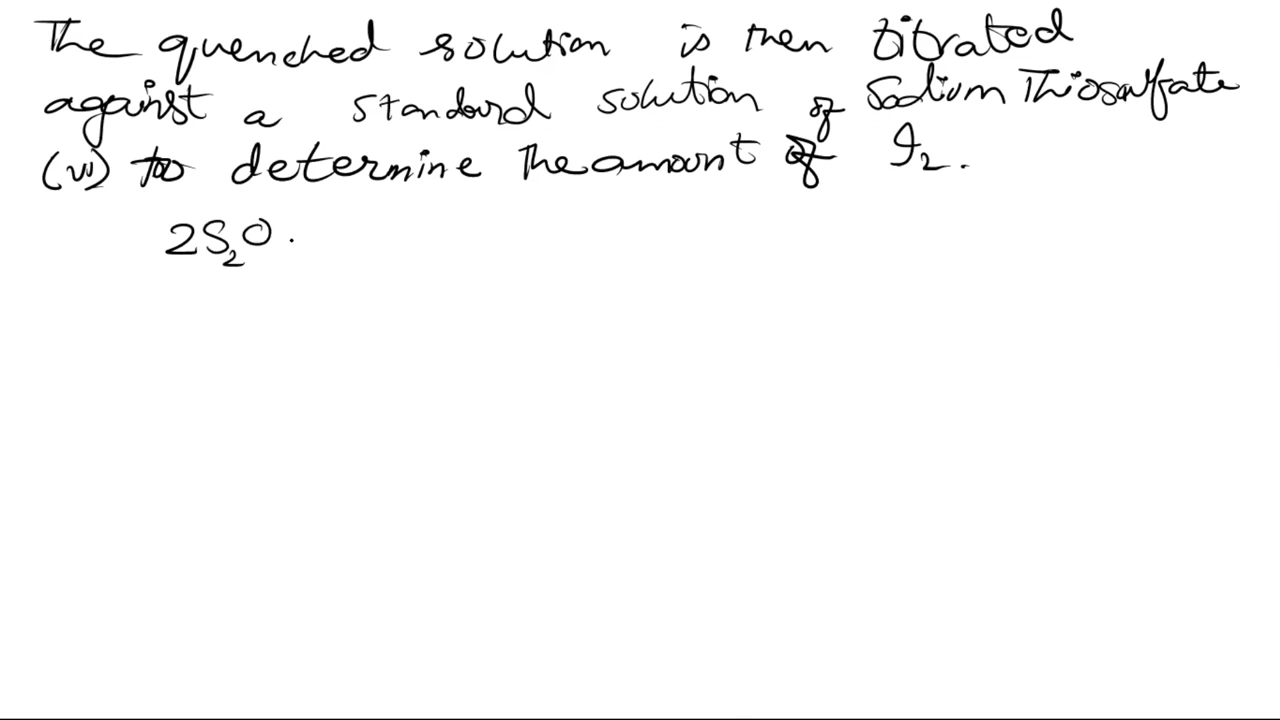 The quenched solution is then titrated
against a standard solution of Sodium Thiosulfate
(VI) to determine the amount of I2.
2S2O.